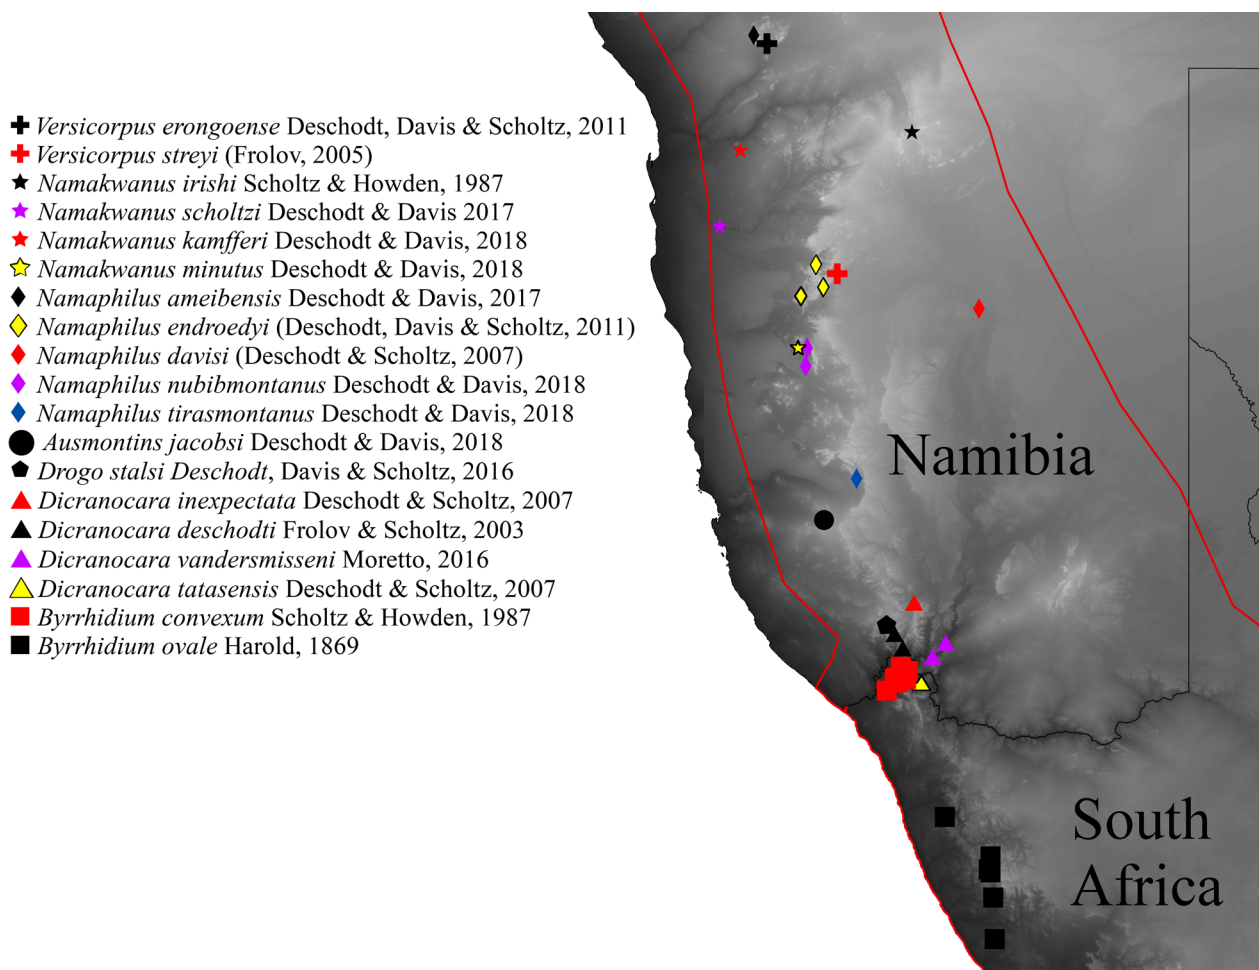 Versicorpus erongoense Deschodt, Davis & Scholtz, 2011
Versicorpus streyi (Frolov, 2005)
Namakwanus irishi Scholtz & Howden, 1987
Namakwanus scholtzi Deschodt & Davis 2017
Namakwanus kamfferi Deschodt & Davis, 2018
Namakwanus minutus Deschodt & Davis, 2018
Namaphilus ameibensis Deschodt & Davis, 2017
Namaphilus endroedyi (Deschodt, Davis & Scholtz, 2011)
Namaphilus davisi (Deschodt & Scholtz, 2007)
Namaphilus nubibmontanus Deschodt & Davis, 2018
Namaphilus tirasmontanus Deschodt & Davis, 2018
Ausmontins jacobsi Deschodt & Davis, 2018
Drogo stalsi Deschodt, Davis & Scholtz, 2016
Dicranocara inexpectata Deschodt & Scholtz, 2007
Dicranocara deschodti Frolov & Scholtz, 2003
Dicranocara vandersmisseni Moretto, 2016
Dicranocara tatasensis Deschodt & Scholtz, 2007
Byrrhidium convexum Scholtz & Howden, 1987
Byrrhidium ovale Harold, 1869
Namibia
South
Africa